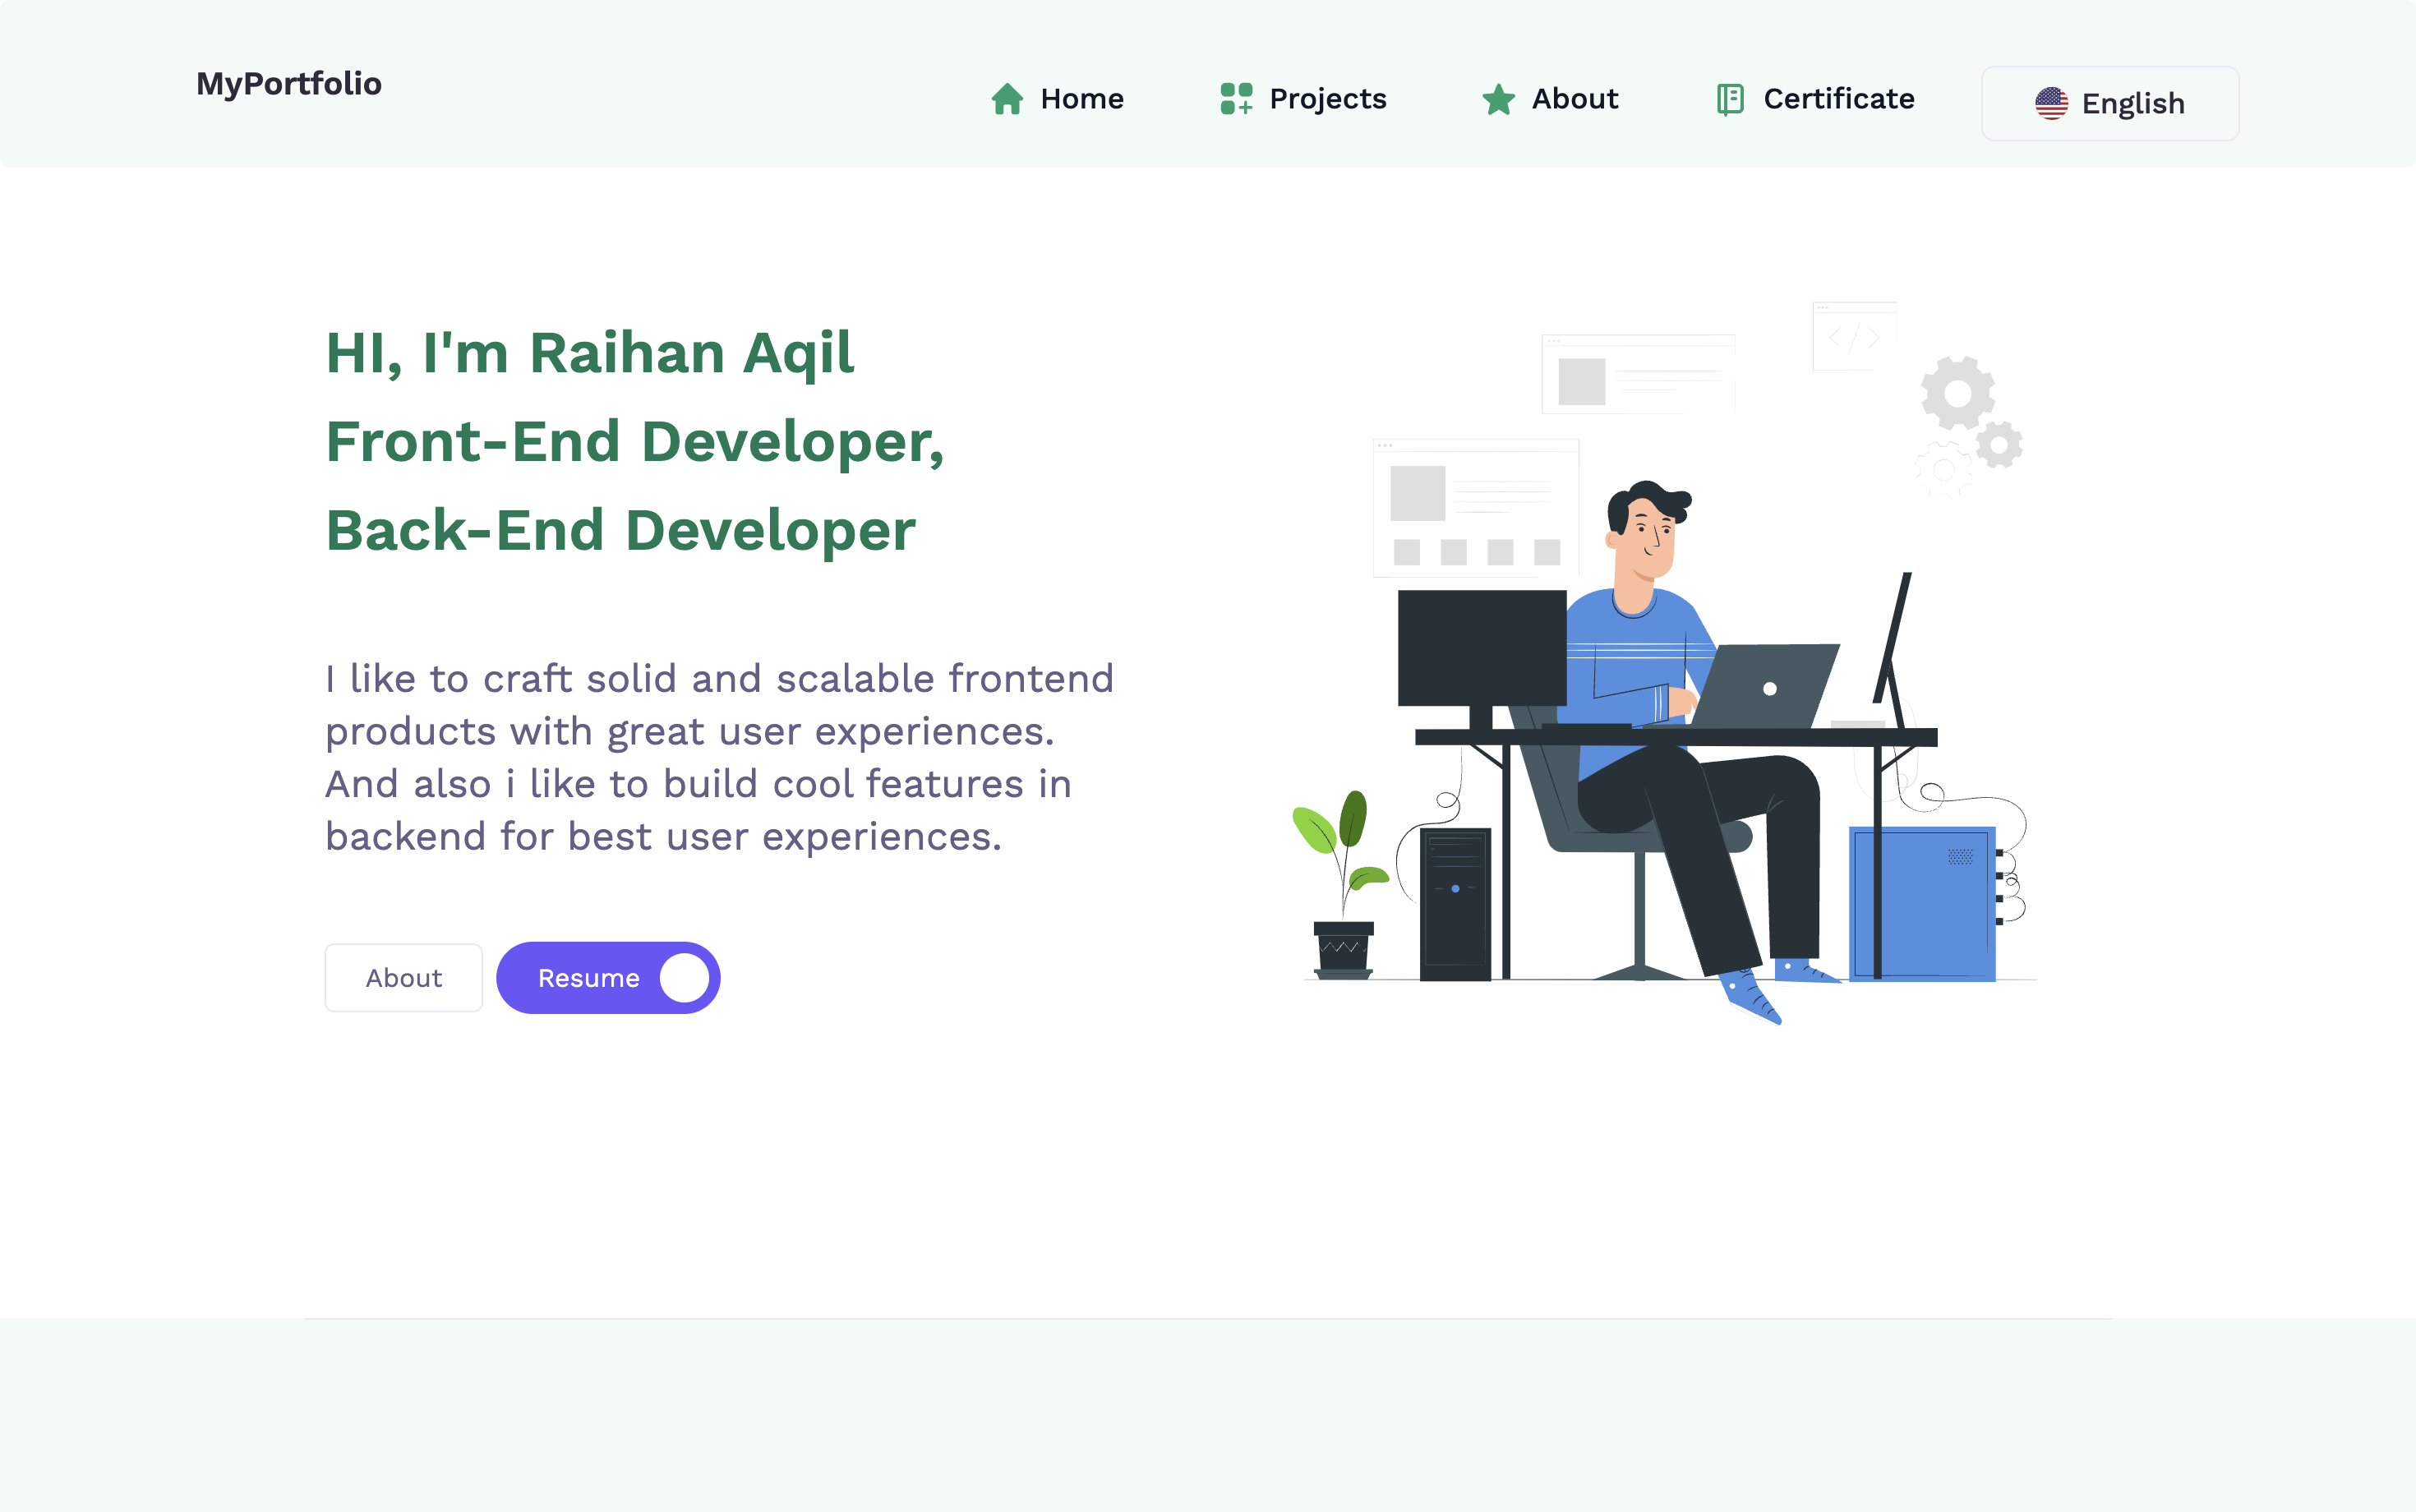 MyPortfolio
Home
Projects
About
Certificate
English
HI, I'm Raihan Aqil
Front-End Developer,
Back-End Developer
I like to craft solid and scalable frontend
products with great user experiences.
And also i like to build cool features in
backend for best user experiences.
About
Resume